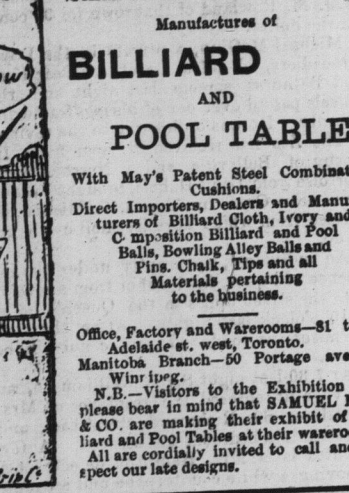 Manufactures of
BILLIARD
AND
POOL TABLE
With May's Patent Steel Combinat
Cushions.
Direct Importers, Dealers and Manu
turers of Billiard Cloth, Ivory and
C mposition Billiard and Pool
Balls, Bowling Alley Balls and
Pins. Chalk, Tips and all
Materials pertaining
to the business.
Office, Factory and Warerooms—81 t
Adelaide st. west, Toronto.
Manitoba Branch—50 Portage ave
Winr ipeg.
N.B.—Visitors to the Exhibition
please bear in mind that SAMUEL
& CO. are making their exhibit of
liard and Pool Tables at their wareroo
All are cordially invited to call and
spect our late designs.